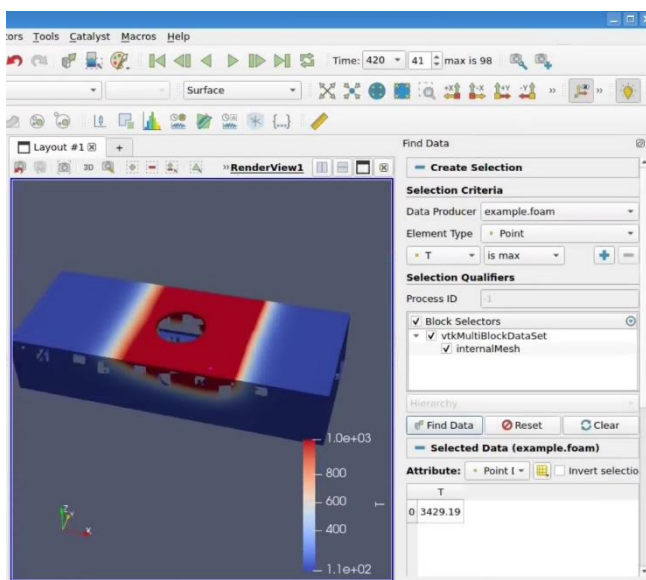 ors Tools Catalyst Macros Help
Time: 420 41 max is 98
Surface
Layout #1
3D RenderView1
Find Data
Create Selection
Selection Criteria
Data Producer example.foam
Element Type Point
T is max
Selection Qualifiers
Process ID -1
Block Selectors
vtkMultiBlockDataSet
internalMesh
Hierarchy
Find Data Reset Clear
Selected Data (example.foam)
Attribute: Point Invert selectio
T
0 3429.19
1.0e+03
800
600
T
400
1.1e+02
Z
Y
X